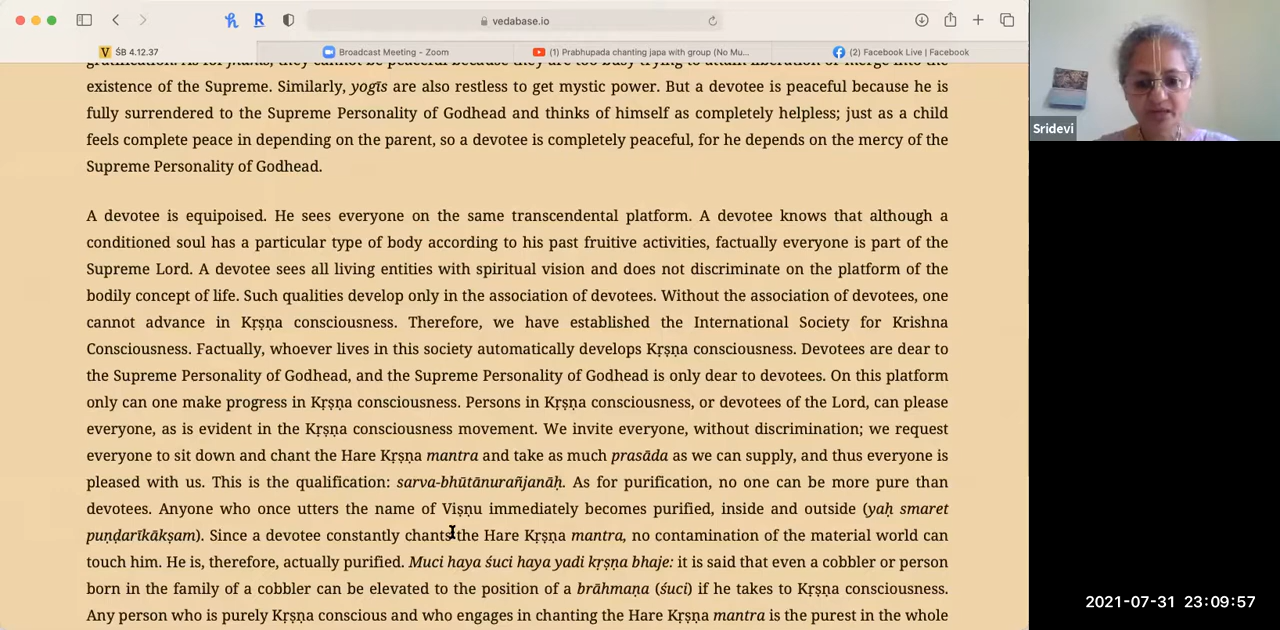 vedabase.io
ŚB 4.12.37
Broadcast Meeting - Zoom
(1) Prabhupada chanting japa with group (No Mu...
(2) Facebook Live | Facebook
existence of the Supreme. Similarly, yogīs are also restless to get mystic power. But a devotee is peaceful because he is
fully surrendered to the Supreme Personality of Godhead and thinks of himself as completely helpless; just as a child
feels complete peace in depending on the parent, so a devotee is completely peaceful, for he depends on the mercy of the
Supreme Personality of Godhead.
A devotee is equipoised. He sees everyone on the same transcendental platform. A devotee knows that although a
conditioned soul has a particular type of body according to his past fruitive activities, factually everyone is part of the
Supreme Lord. A devotee sees all living entities with spiritual vision and does not discriminate on the platform of the
bodily concept of life. Such qualities develop only in the association of devotees. Without the association of devotees, one
cannot advance in Kṛṣṇa consciousness. Therefore, we have established the International Society for Krishna
Consciousness. Factually, whoever lives in this society automatically develops Kṛṣṇa consciousness. Devotees are dear to
the Supreme Personality of Godhead, and the Supreme Personality of Godhead is only dear to devotees. On this platform
only can one make progress in Kṛṣṇa consciousness. Persons in Kṛṣṇa consciousness, or devotees of the Lord, can please
everyone, as is evident in the Kṛṣṇa consciousness movement. We invite everyone, without discrimination; we request
everyone to sit down and chant the Hare Kṛṣṇa mantra and take as much prasāda as we can supply, and thus everyone is
pleased with us. This is the qualification: sarva-bhūtānurañjanāḥ. As for purification, no one can be more pure than
devotees. Anyone who once utters the name of Viṣṇu immediately becomes purified, inside and outside (yaḥ smaret
puṇḍarīkākṣam). Since a devotee constantly chants the Hare Kṛṣṇa mantra, no contamination of the material world can
touch him. He is, therefore, actually purified. Muci haya śuci haya yadi kṛṣṇa bhaje: it is said that even a cobbler or person
born in the family of a cobbler can be elevated to the position of a brāhmaṇa (śuci) if he takes to Kṛṣṇa consciousness.
Any person who is purely Kṛṣṇa conscious and who engages in chanting the Hare Kṛṣṇa mantra is the purest in the whole
Sridevi
2021-07-31 23:09:57